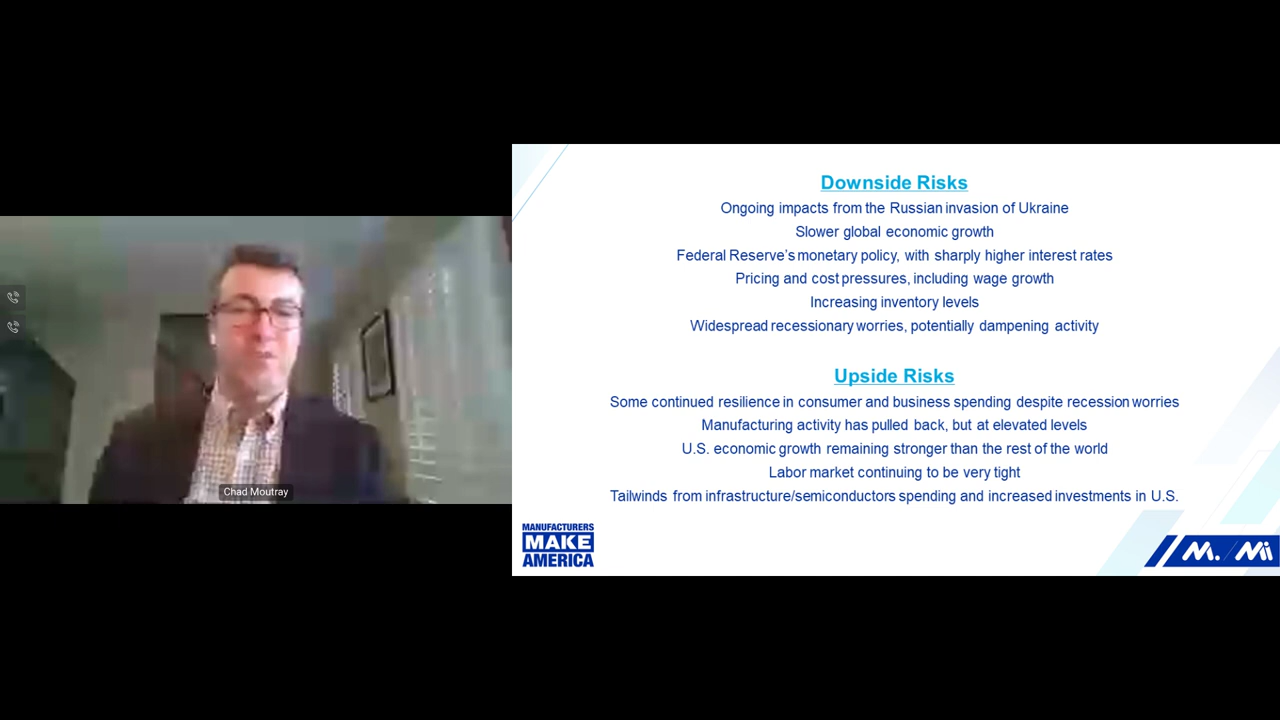 Chad Moutray
Downside Risks
Ongoing impacts from the Russian invasion of Ukraine
Slower global economic growth
Federal Reserve's monetary policy, with sharply higher interest rates
Pricing and cost pressures, including wage growth
Increasing inventory levels
Widespread recessionary worries, potentially dampening activity
Upside Risks
Some continued resilience in consumer and business spending despite recession worries
Manufacturing activity has pulled back, but at elevated levels
U.S. economic growth remaining stronger than the rest of the world
Labor market continuing to be very tight
Tailwinds from infrastructure/semiconductors spending and increased investments in U.S.
MANUFACTURERS
MAKE
AMERICA
M. / Mi